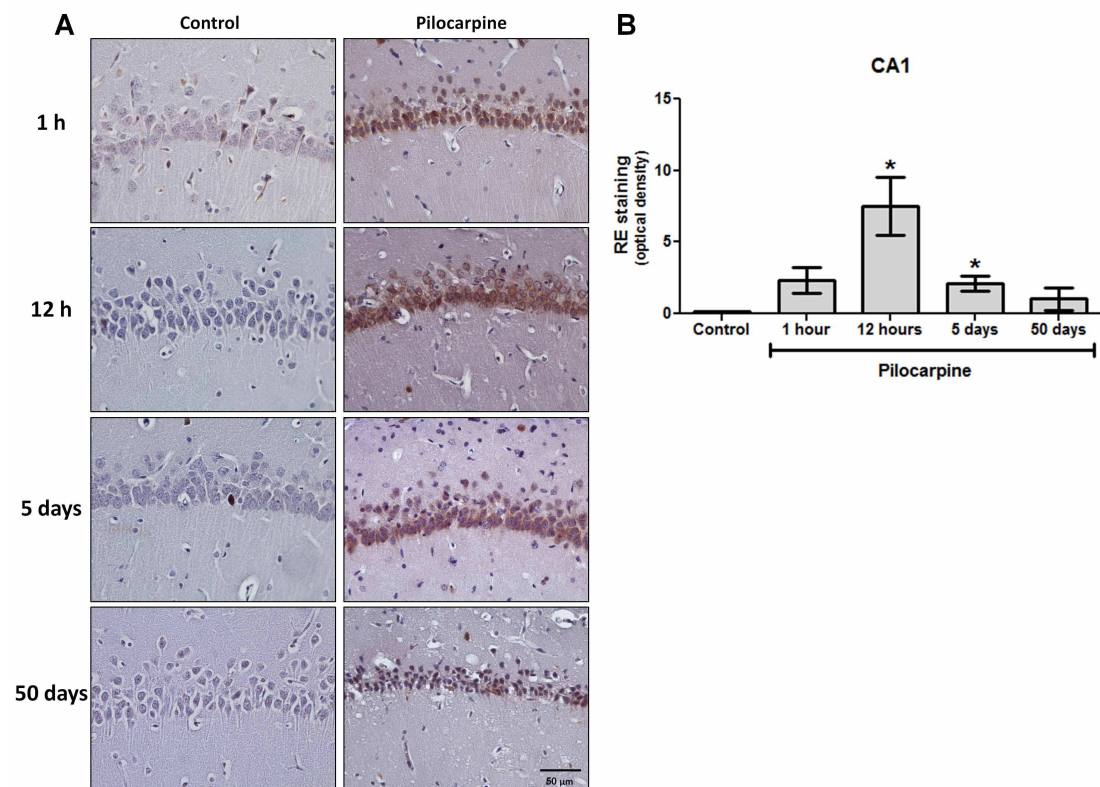 A
Control
Pilocarpine
1 h
12 h
5 days
50 days
50 µm
B
CA1
RE staining
(optical density)
15
10
5
0
*
*
Control
1 hour
12 hours
5 days
50 days
Pilocarpine